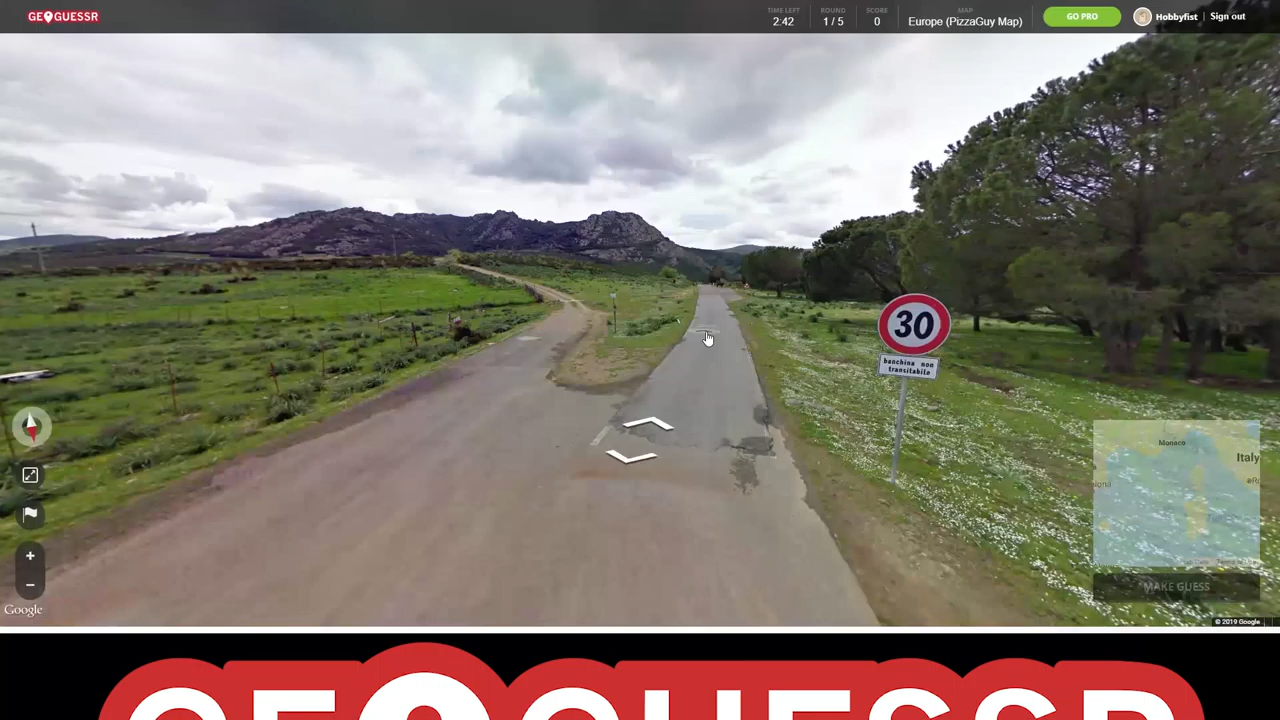 GEOGUESSR
TIME LEFT
2:42
ROUND
1 / 5
SCORE
0
MAP
Europe (PizzaGuy Map)
GO PRO
Hobbyfist
Sign out
30
banchina non
transitabile
Monaco
Italy
MAKE GUESS
+
−
Google
© 2019 Google
GEOGUESSR